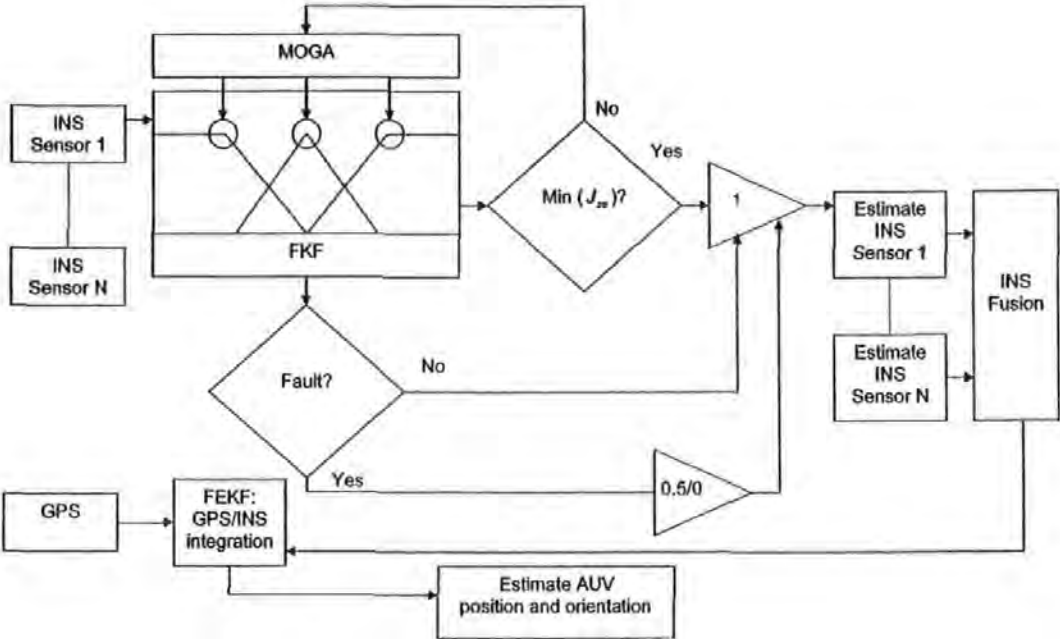 MOGA
No
INS
Sensor 1
Yes
Min (J_ze)?
1
Estimate
INS
Sensor 1
FKF
INS
Sensor N
INS
Fusion
Fault?
No
Estimate
INS
Sensor N
Yes
0.5/0
GPS
FEKF:
GPS/INS
integration
Estimate AUV
position and orientation